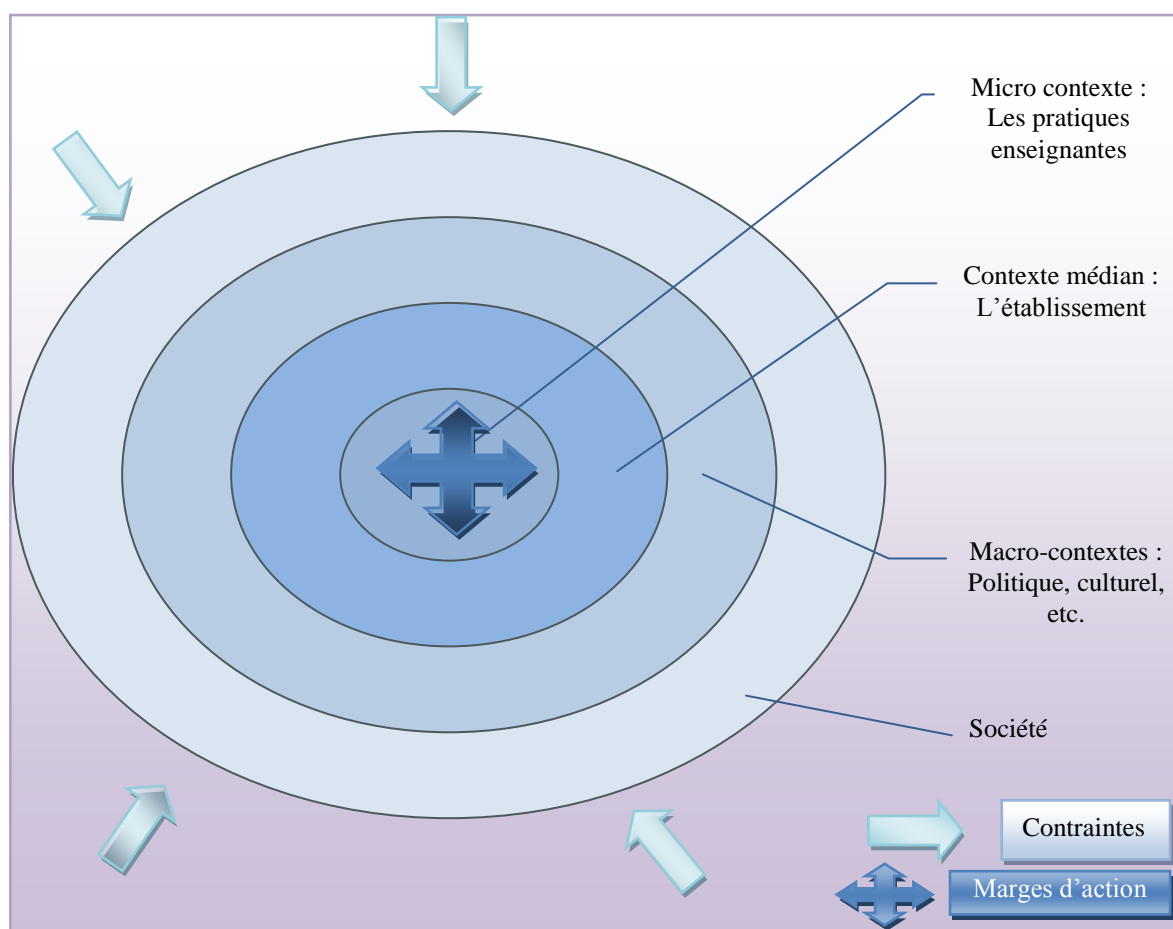 Micro contexte :
Les pratiques
enseignantes
Contexte médian :
L’établissement
Macro-contextes :
Politique, culturel,
etc.
Société
Contraintes
Marges d’action